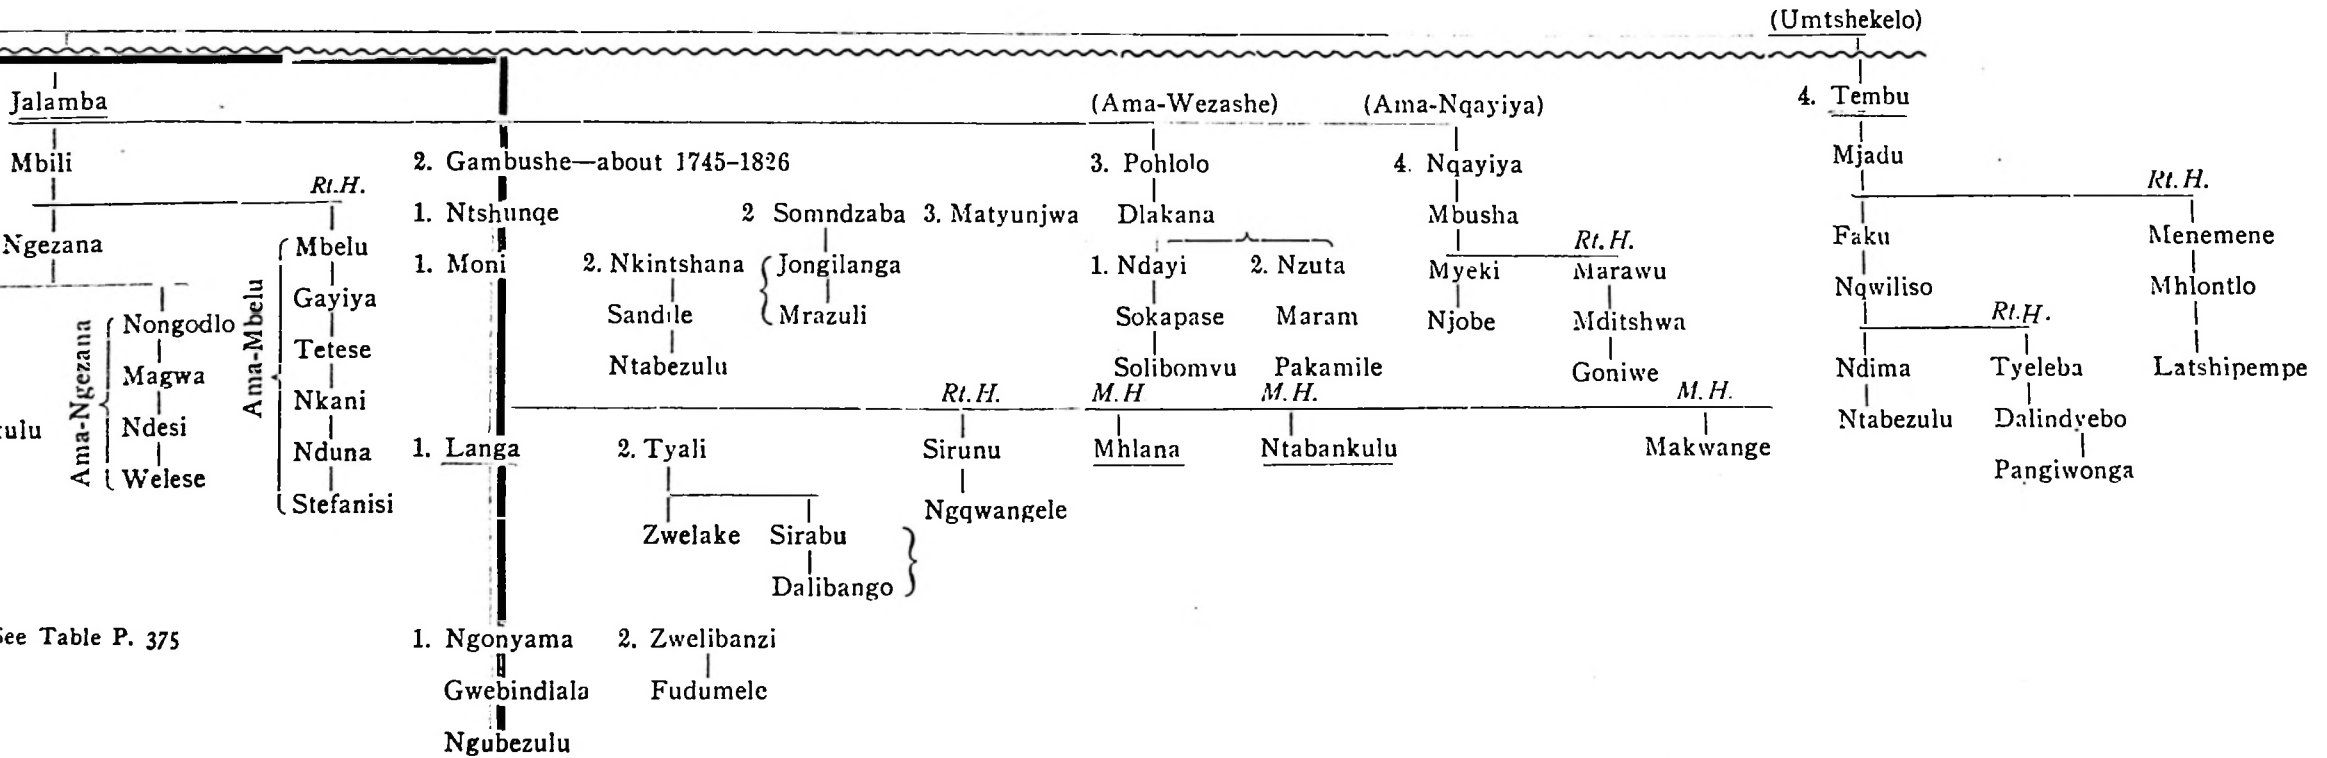 (Umtshekelo)
Jalamba
(Ama-Wezashe) (Ama-Nqayiya)
4. Tembu
Mbili
2. Gambushe—about 1745-1826
3. Pohlolo
4. Nqayiya
Mjadu
Rt.H.
Rt. H.
1. Ntshunqe
2 Somndzaba 3. Matyunjwa
Dlakana
Mbusha
Ngezana
Mbelu
Rt. H.
Faku
Menemene
1. Moni
2. Nkintshana
Jongilanga
1. Ndayi
2. Nzuta
Myeki
Marawu
Ama-Ngezana
Ama-Mbelu
Gayiya
Nqwiliso
Mhlontlo
Nongodlo
Sandile
Mrazuli
Sokapase
Maram
Njobe
Mditshwa
Rt.H.
Tetese
Magwa
Ntabezulu
Solibomvu
Pakamile
Goniwe
Ndima
Tyeleba
Latshipempe
Nkani
Rt. H.
M. H
M. H.
M. H.
ulu
Ndesi
Ntabezulu
Dalindyebo
Nduna
1. Langa
2. Tyali
Sirunu
Mhlana
Ntabankulu
Makwange
Welese
Pangiwonga
Stefanisi
Ngqwangele
Zwelake
Sirabu
Dalibango
See Table P. 375
1. Ngonyama
2. Zwelibanzi
Gwebindlala
Fudumele
Ngubezulu